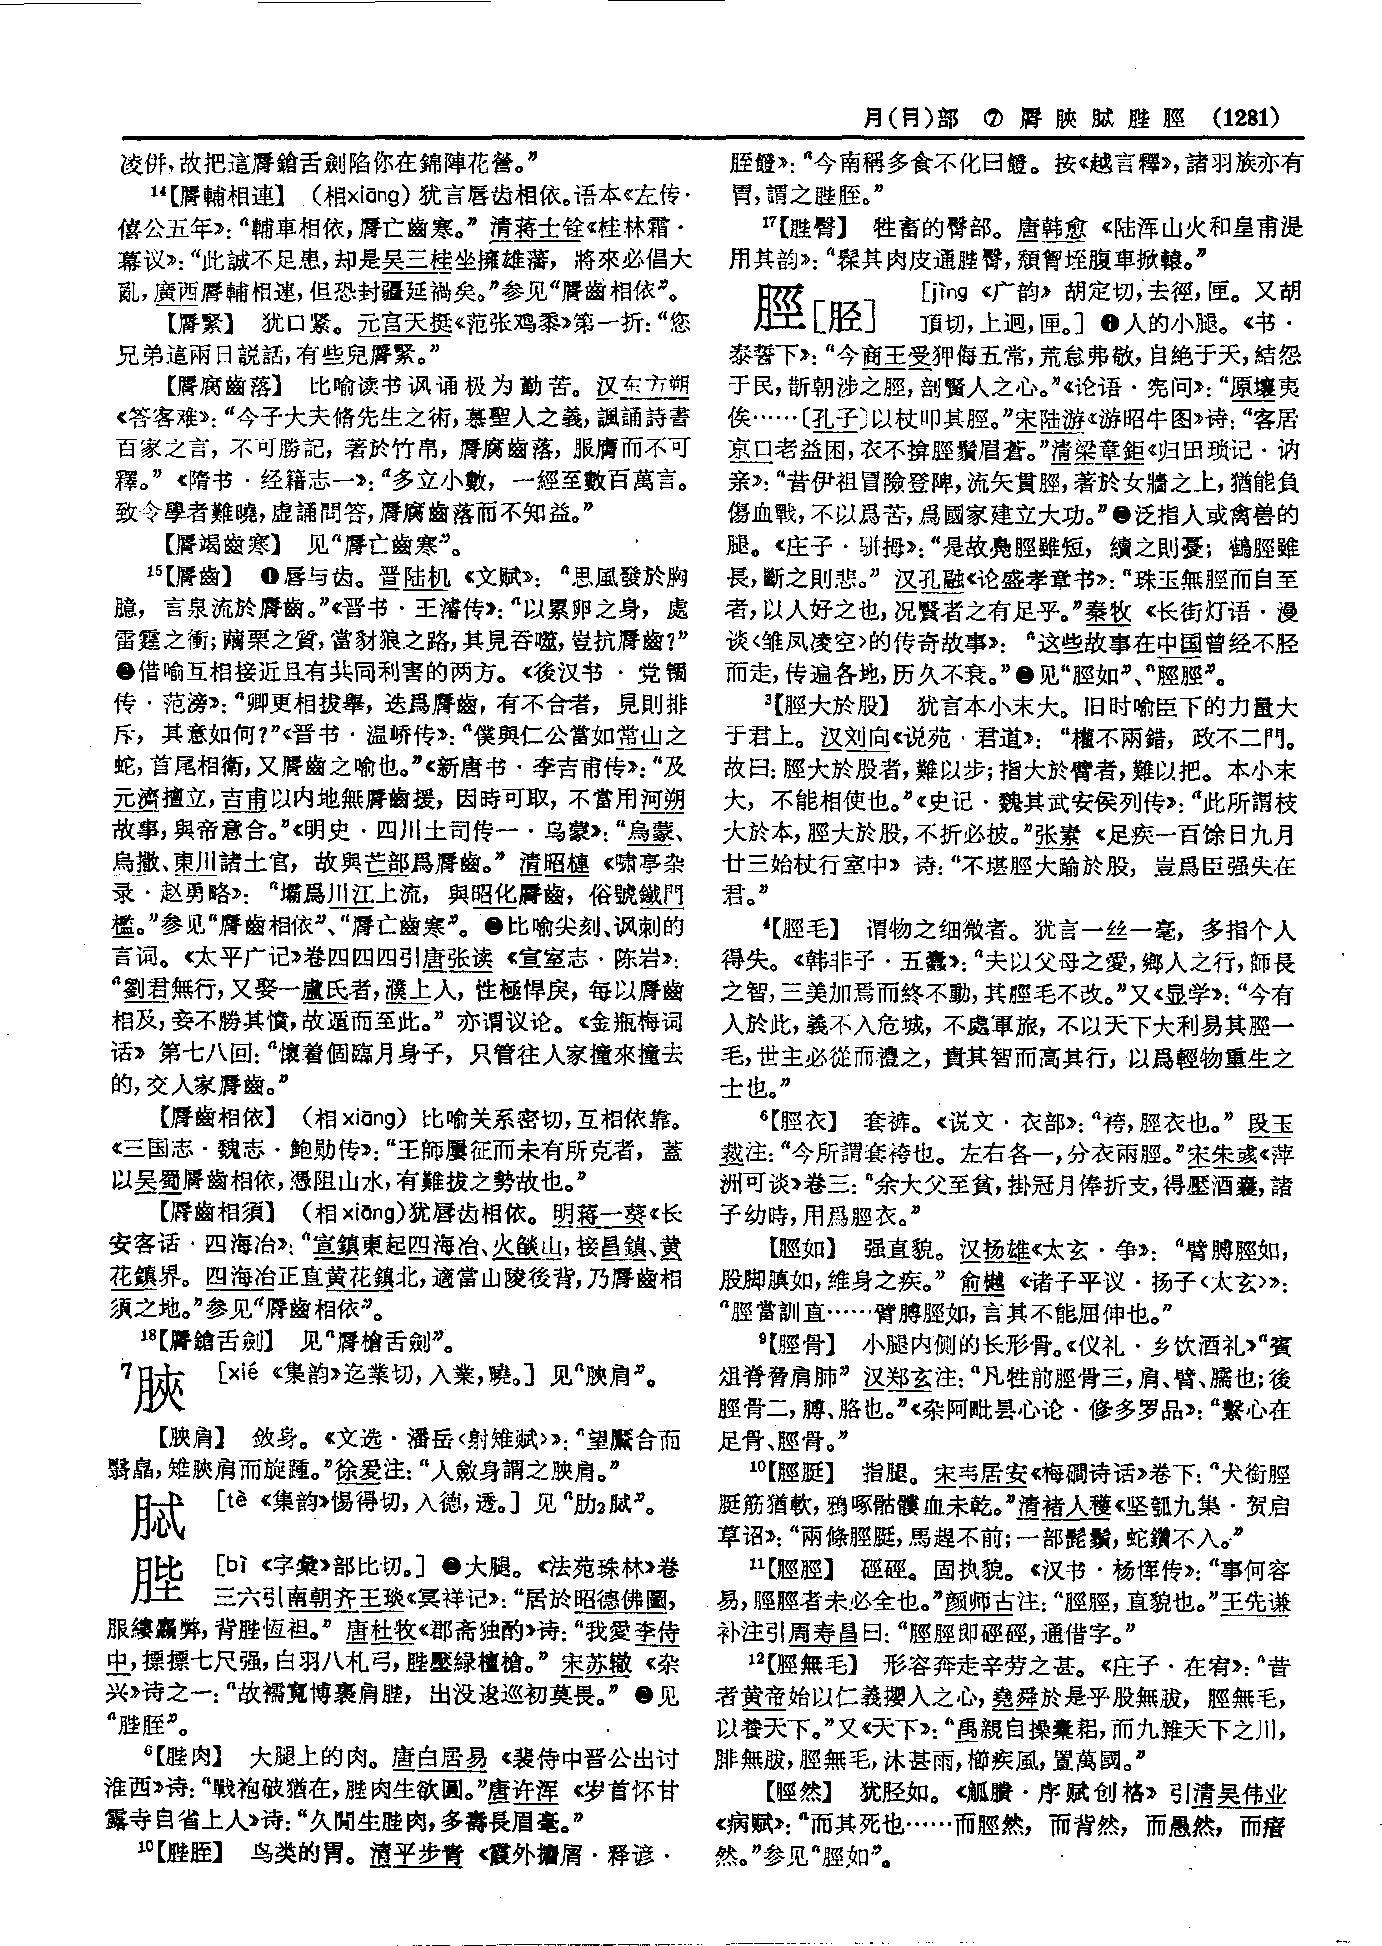 月(⺼)部 ⑦ 脣脥脦䏶脛 (1281)
凌併，故把這脣鎗舌劍陷你在錦陣花營。”
¹⁴【脣輔相連】 (相xiāng) 犹言唇齿相依。语本《左传·
僖公五年》：“輔車相依，脣亡齒寒。” 清蒋士铨《桂林霜·
幕议》：“此誠不足患，却是吴三桂坐擁雄藩，將來必倡大
亂，廣西脣輔相連，但恐封疆延禍矣。”参见“脣齒相依”。
【脣緊】 犹口紧。元宫天挺《范张鸡黍》第一折：“您
兄弟這兩日説話，有些兒脣緊。”
【脣腐齒落】 比喻读书讽诵极为勤苦。汉东方朔
《答客难》：“今子大夫脩先生之術，慕聖人之義，諷誦詩書
百家之言，不可勝記，著於竹帛，脣腐齒落，服膺而不可
釋。” 《隋书·经籍志一》：“多立小數，一經至數百萬言。
致令學者難曉，虚誦問答，脣腐齒落而不知益。”
【脣竭齒寒】 见“脣亡齒寒”。
¹⁵【脣齒】 ❶唇与齿。晋陆机《文赋》：“思風發於胸
臆，言泉流於脣齒。”《晋书·王濬传》：“以累卵之身，處
雷霆之衝；繭栗之質，當豺狼之路，其見吞噬，豈抗脣齒？”
❷借喻互相接近且有共同利害的两方。《後汉书·党锢
传·范滂》：“卿更相拔舉，迭爲脣齒，有不合者，見則排
斥，其意如何？”《晋书·温峤传》：“僕與仁公當如常山之
蛇，首尾相衛，又脣齒之喻也。”《新唐书·李吉甫传》：“及
元濟擅立，吉甫以内地無脣齒援，因時可取，不當用河朔
故事，與帝意合。”《明史·四川土司传一·乌蒙》：“烏蒙、
烏撒、東川諸土官，故與芒部爲脣齒。” 清昭槤《啸亭杂
录·赵勇略》：“壩爲川江上流，與昭化脣齒，俗號鐵門
檻。”参见“脣齒相依”、“脣亡齒寒”。❸比喻尖刻、讽刺的
言词。《太平广记》卷四四四引唐张读《宣室志·陈岩》：
“劉君無行，又娶一盧氏者，濮上人，性極悍戾，每以脣齒
相及，妾不勝其憤，故遁而至此。” 亦谓议论。《金瓶梅词
话》第七八回：“懷着個臨月身子，只管往人家撞來撞去
的，交人家脣齒。”
【脣齒相依】 (相xiāng) 比喻关系密切，互相依靠。
《三国志·魏志·鲍勋传》：“王師屢征而未有所克者，蓋
以吴蜀脣齒相依，憑阻山水，有難拔之勢故也。”
【脣齒相須】 (相xiāng)犹唇齿相依。明蒋一葵《长
安客话·四海冶》：“宣鎮東起四海冶、火燄山，接昌鎮、黄
花鎮界。四海冶正直黄花鎮北，適當山陵後背，乃脣齒相
須之地。”参见“脣齒相依”。
¹⁸【脣鎗舌劍】 见“脣槍舌劍”。
⁷脥 [xié 《集韵》迄業切，入業，曉。] 见“脥肩”。
【脥肩】 敛身。《文选·潘岳〈射雉赋〉》：“望黶合而
翳皛，雉脥肩而旋踵。”徐爰注：“人斂身謂之脥肩。”
脦 [tè 《集韵》惕得切，入德，透。] 见“肋₂脦”。
䏶 [bì 《字彙》部比切。] ❶大腿。《法苑珠林》卷
三六引南朝齐王琰《冥祥记》：“居於昭德佛圖，
服縷麤弊，背䏶恆袒。” 唐杜牧《郡斋独酌》诗：“我愛李侍
中，摽摽七尺强，白羽八札弓，䏶壓緑檀槍。” 宋苏辙《杂
兴》诗之一：“故襦寬博裹肩䏶，出没逡巡初莫畏。” ❷见
“䏶胵”。
⁶【䏶肉】 大腿上的肉。唐白居易《裴侍中晋公出讨
淮西》诗：“戰袍破猶在，䏶肉生欲圓。”唐许浑《岁首怀甘
露寺自省上人》诗：“久閒生䏶肉，多壽長眉毫。”
¹⁰【䏶胵】 鸟类的胃。清平步青《霞外攟屑·释谚·
胵𩜶》：“今南稱多食不化曰𩜶。按《越言釋》，諸羽族亦有
胃，謂之䏶胵。”
¹⁷【䏶臀】 牲畜的臀部。唐韩愈《陆浑山火和皇甫湜
用其韵》：“髹其肉皮通䏶臀，頹胷垤腹車掀轅。”
脛[胫] [jìng 《广韵》胡定切，去徑，匣。又胡
頂切，上迥，匣。] ❶人的小腿。《书·
泰誓下》：“今商王受狎侮五常，荒怠弗敬，自絶于天，結怨
于民，斮朝涉之脛，剖賢人之心。”《论语·宪问》：“原壤夷
俟……〔孔子〕以杖叩其脛。”宋陆游《游昭牛图》诗：“客居
京口老益困，衣不揜脛鬚眉蒼。”清梁章鉅《归田琐记·讷
亲》：“昔伊祖冒險登陴，流矢貫脛，著於女牆之上，猶能負
傷血戰，不以爲苦，爲國家建立大功。”❷泛指人或禽兽的
腿。《庄子·骈拇》：“是故鳧脛雖短，續之則憂；鶴脛雖
長，斷之則悲。” 汉孔融《论盛孝章书》：“珠玉無脛而自至
者，以人好之也，况賢者之有足乎。”秦牧《长街灯语·漫
谈〈雏凤凌空〉的传奇故事》：“这些故事在中国曾经不胫
而走，传遍各地，历久不衰。”❸见“脛如”、“脛脛”。
³【脛大於股】 犹言本小末大。旧时喻臣下的力量大
于君上。汉刘向《说苑·君道》：“權不兩錯，政不二門。
故曰：脛大於股者，難以步；指大於臂者，難以把。本小末
大，不能相使也。”《史记·魏其武安侯列传》：“此所謂枝
大於本，脛大於股，不折必披。”张耒《足疾一百馀日九月
廿三始杖行室中》诗：“不堪脛大踰於股，豈爲臣强失在
君。”
⁴【脛毛】 谓物之细微者。犹言一丝一毫，多指个人
得失。《韩非子·五蠹》：“夫以父母之愛，鄉人之行，師長
之智，三美加焉而終不動，其脛毛不改。”又《显学》：“今有
人於此，義不入危城，不處軍旅，不以天下大利易其脛一
毛，世主必從而禮之，貴其智而高其行，以爲輕物重生之
士也。”
⁶【脛衣】 套裤。《说文·衣部》：“袴，脛衣也。” 段玉
裁注：“今所謂套袴也。左右各一，分衣兩脛。”宋朱彧《萍
洲可谈》卷三：“余大父至貧，掛冠月俸折支，得壓酒囊，諸
子幼時，用爲脛衣。”
【脛如】 强直貌。汉扬雄《太玄·争》：“臂膊脛如，
股脚䐜如，維身之疾。” 俞樾《诸子平议·扬子〈太玄〉》：
“脛當訓直……臂膊脛如，言其不能屈伸也。”
⁹【脛骨】 小腿内侧的长形骨。《仪礼·乡饮酒礼》“賓
俎脊脅肩肺” 汉郑玄注：“凡牲前脛骨三，肩、臂、臑也；後
脛骨二，膊、胳也。”《杂阿毗昙心论·修多罗品》：“繫心在
足骨、脛骨。”
¹⁰【脛脡】 指腿。宋韦居安《梅磵诗话》卷下：“犬銜脛
脡筋猶軟，鴉啄骷髏血未乾。”清褚人穫《坚瓠九集·贺启
草诏》：“兩條脛脡，馬趕不前；一部髭鬚，蛇鑽不入。”
¹¹【脛脛】 硜硜。固执貌。《汉书·杨恽传》：“事何容
易，脛脛者未必全也。”颜师古注：“脛脛，直貌也。”王先谦
补注引周寿昌曰：“脛脛即硜硜，通借字。”
¹²【脛無毛】 形容奔走辛劳之甚。《庄子·在宥》：“昔
者黄帝始以仁義攖人之心，堯舜於是乎股無胈，脛無毛，
以養天下。”又《天下》：“禹親自操橐耜，而九雜天下之川，
腓無胈，脛無毛，沐甚雨，櫛疾風，置萬國。”
【脛然】 犹胫如。《觚賸·序赋创格》引清吴伟业
《病赋》：“而其死也……而脛然，而背然，而愚然，而瘖
然。”参见“脛如”。